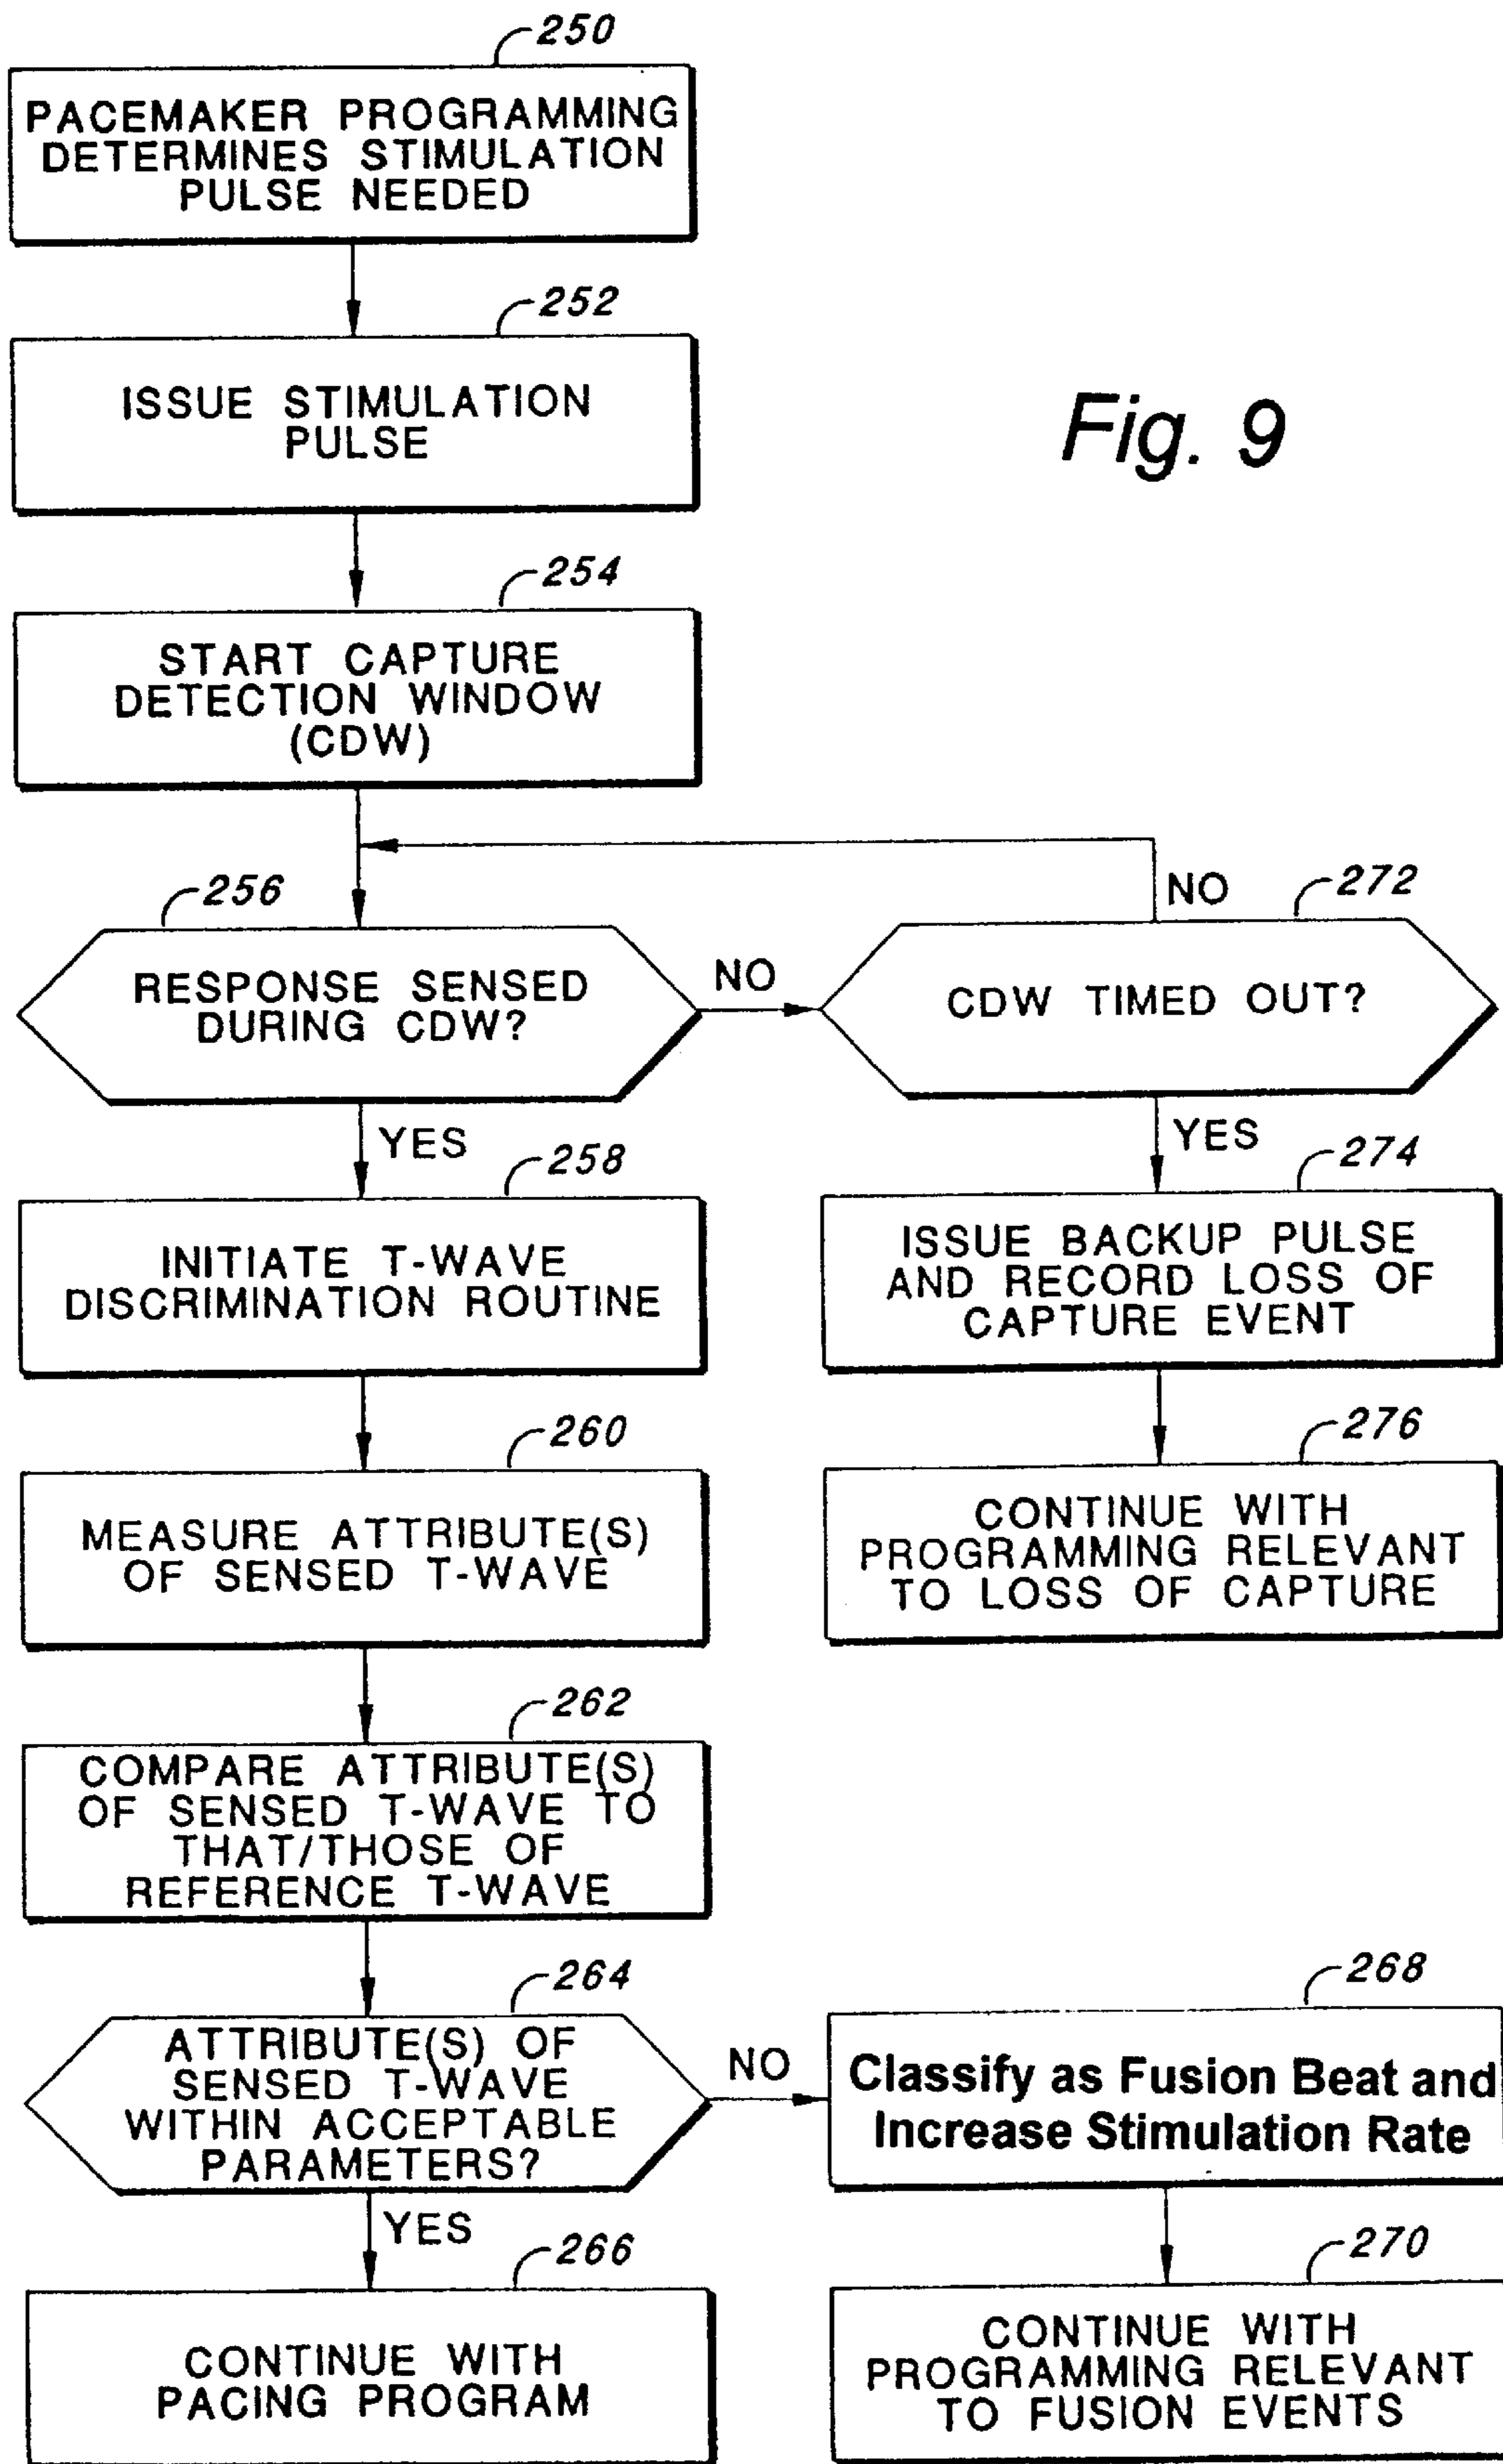 250
PACEMAKER PROGRAMMING
DETERMINES STIMULATION
PULSE NEEDED
252
ISSUE STIMULATION
PULSE
Fig. 9
254
START CAPTURE
DETECTION WINDOW
(CDW)
256
RESPONSE SENSED
DURING CDW?
NO
272
NO
CDW TIMED OUT?
YES
258
INITIATE T-WAVE
DISCRIMINATION ROUTINE
YES
274
ISSUE BACKUP PULSE
AND RECORD LOSS OF
CAPTURE EVENT
260
MEASURE ATTRIBUTE(S)
OF SENSED T-WAVE
276
CONTINUE WITH
PROGRAMMING RELEVANT
TO LOSS OF CAPTURE
262
COMPARE ATTRIBUTE(S)
OF SENSED T-WAVE TO
THAT/THOSE OF
REFERENCE T-WAVE
264
ATTRIBUTE(S) OF
SENSED T-WAVE
WITHIN ACCEPTABLE
PARAMETERS?
NO
268
Classify as Fusion Beat and
Increase Stimulation Rate
YES
266
CONTINUE WITH
PACING PROGRAM
270
CONTINUE WITH
PROGRAMMING RELEVANT
TO FUSION EVENTS